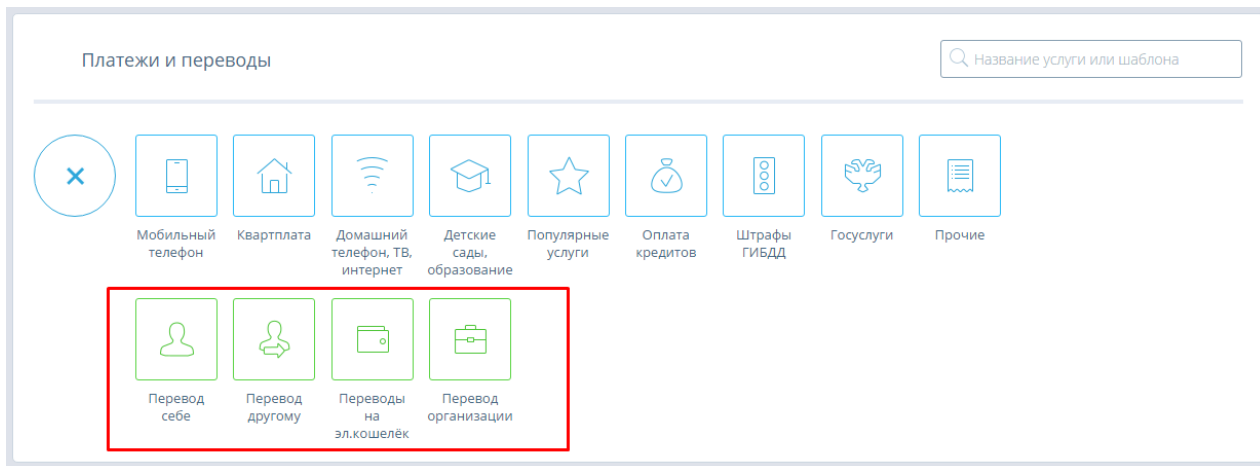 Платежи и переводы
Название услуги или шаблона
Мобильный телефон
Квартплата
Домашний телефон, ТВ, интернет
Детские сады, образование
Популярные услуги
Оплата кредитов
Штрафы ГИБДД
Госуслуги
Прочие
Перевод себе
Перевод другому
Переводы на эл.кошелёк
Перевод организации